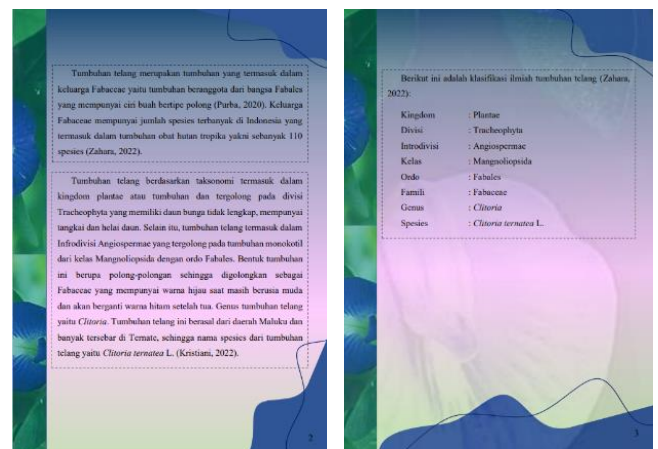 Tumbuhan telang merupakan tumbuhan yang termasuk dalam
keluarga Fabaceae yaitu tumbuhan beranggota dari bangsa Fabales
yang mempunyai ciri buah bertipe polong (Purba, 2020). Keluarga
Fabaceae mempunyai jumlah spesies terbanyak di Indonesia yang
termasuk dalam tumbuhan obat hutan tropika yakni sebanyak 110
spesies (Zahara, 2022).
Tumbuhan telang berdasarkan taksonomi termasuk dalam
kingdom plantae atau tumbuhan dan tergolong pada divisi
Tracheophyta yang memiliki daun bunga tidak lengkap, mempunyai
tangkai dan helai daun. Selain itu, tumbuhan telang termasuk dalam
Infrodivisi Angiospermae yang tergolong pada tumbuhan monokotil
dari kelas Mangnoliopsida dengan ordo Fabales. Bentuk tumbuhan
ini berupa polong-polongan sehingga digolongkan sebagai
Fabaceae yang mempunyai warna hijau saat masih berusia muda
dan akan berganti warna hitam setelah tua. Genus tumbuhan telang
yaitu Clitoria. Tumbuhan telang ini berasal dari daerah Maluku dan
banyak tersebar di Ternate, sehingga nama spesies dari tumbuhan
telang yaitu Clitoria ternatea L. (Kristiani, 2022).
2
Berikut ini adalah klasifikasi ilmiah tumbuhan telang (Zahara,
2022):
Kingdom : Plantae
Divisi : Tracheophyta
Introdivisi : Angiospermae
Kelas : Mangnoliopsida
Ordo : Fabales
Famili : Fabaceae
Genus : Clitoria
Spesies : Clitoria ternatea L.
3